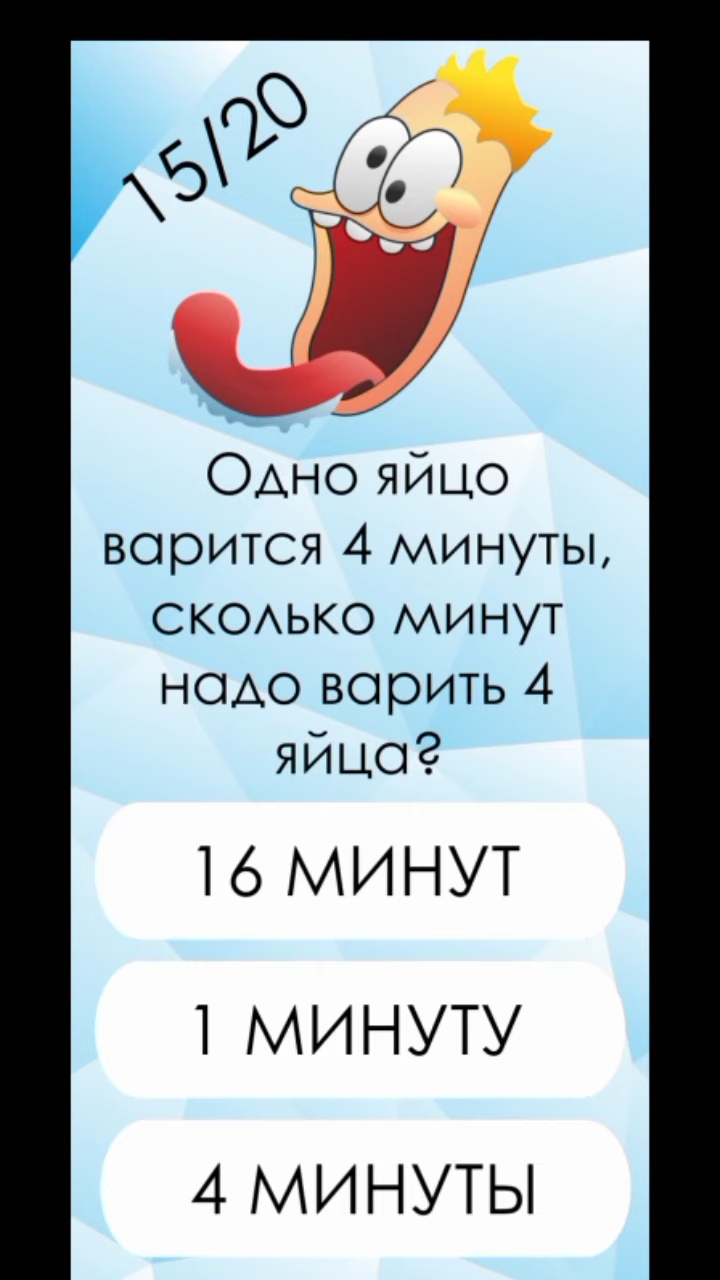 15/20
Одно яйцо
варится 4 минуты,
сколько минут
надо варить 4
яйца?
16 МИНУТ
1 МИНУТУ
4 МИНУТЫ